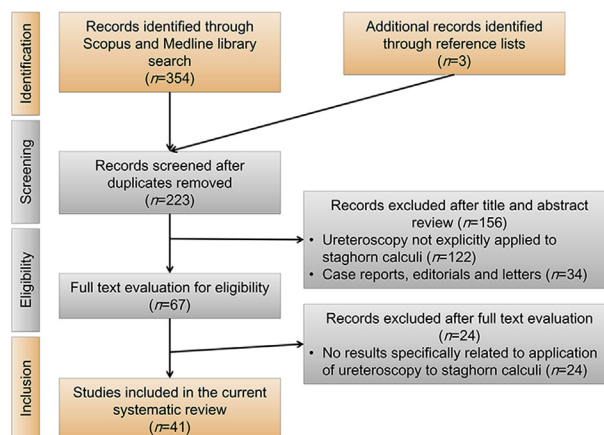 Identification
Records identified through
Scopus and Medline library
search
(n=354)
Additional records identified
through reference lists
(n=3)
Screening
Records screened after
duplicates removed
(n=223)
Records excluded after title and abstract
review (n=156)
• Ureteroscopy not explicitly applied to
staghorn calculi (n=122)
• Case reports, editorials and letters (n=34)
Eligibility
Full text evaluation for eligibility
(n=67)
Records excluded after full text evaluation
(n=24)
• No results specifically related to application
of ureteroscopy to staghorn calculi (n=24)
Inclusion
Studies included in the current
systematic review
(n=41)